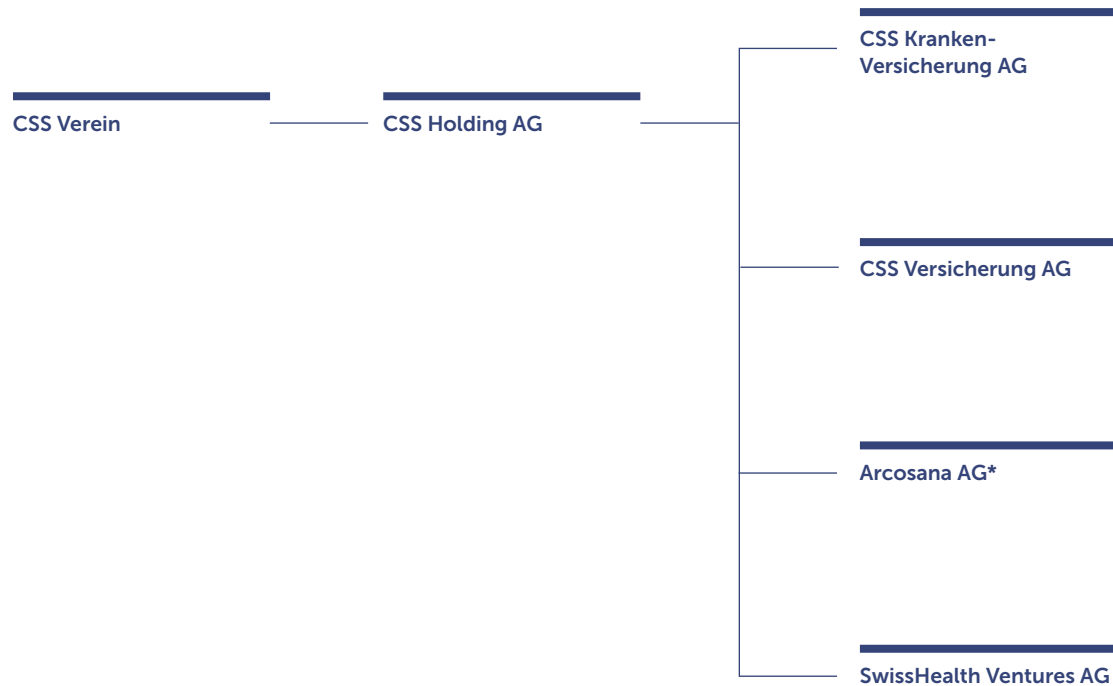 CSS Verein
CSS Holding AG
CSS Kranken-
Versicherung AG
CSS Versicherung AG
Arcosana AG*
SwissHealth Ventures AG